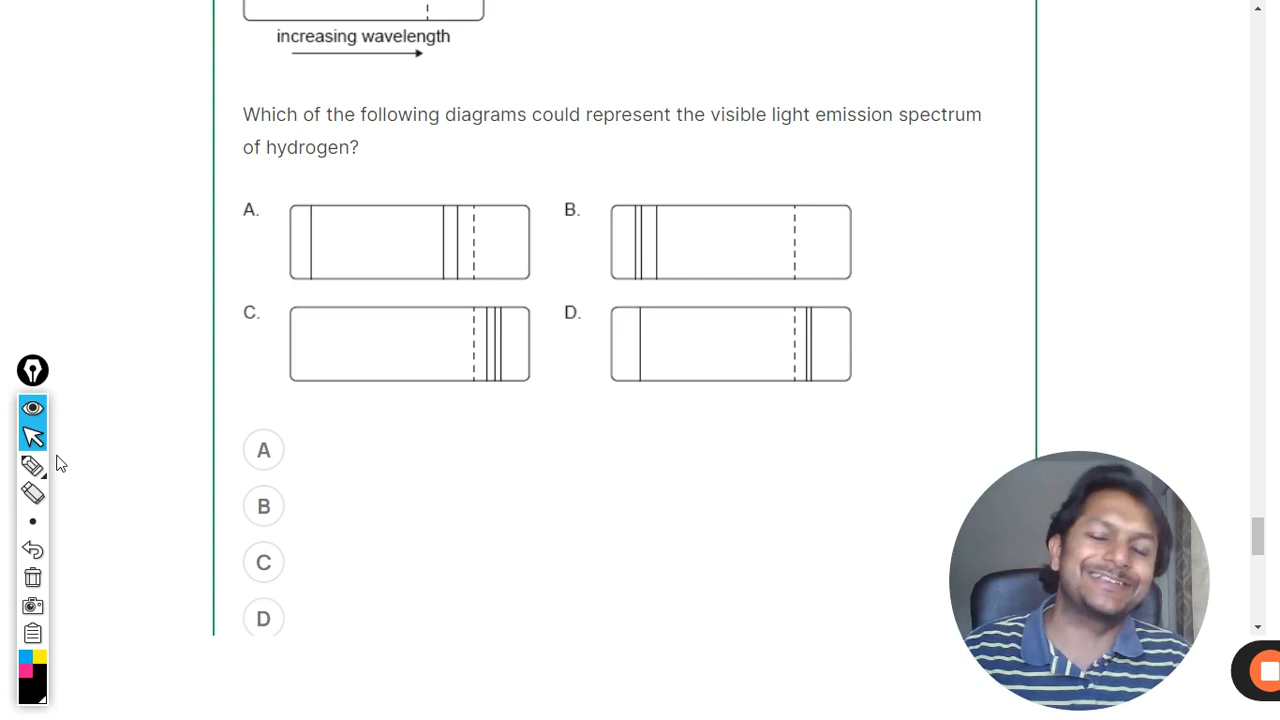 increasing wavelength
Which of the following diagrams could represent the visible light emission spectrum
of hydrogen?
A. B.
C. D.
A
B
C
D